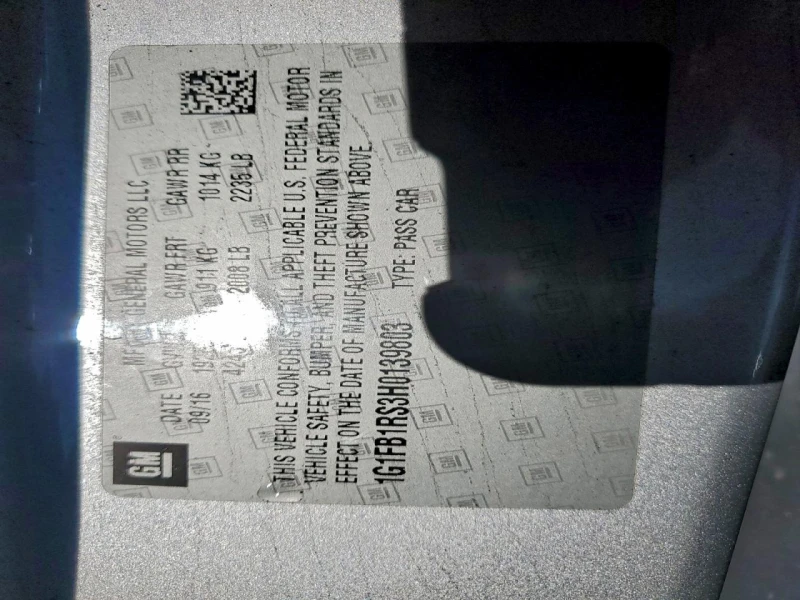 GM
MFD BY GENERAL MOTORS LLC
DATE GVWR GAWR FRT GAWR RR
09/16 911 KG 1014 KG
2008 LB 2235 LB
THIS VEHICLE CONFORMS ALL APPLICABLE U.S. FEDERAL MOTOR
VEHICLE SAFETY, BUMPER, AND THEFT PREVENTION STANDARDS IN
EFFECT ON THE DATE OF MANUFACTURE SHOWN ABOVE.
1G1FB1RS3H0139803 TYPE: PASS CAR